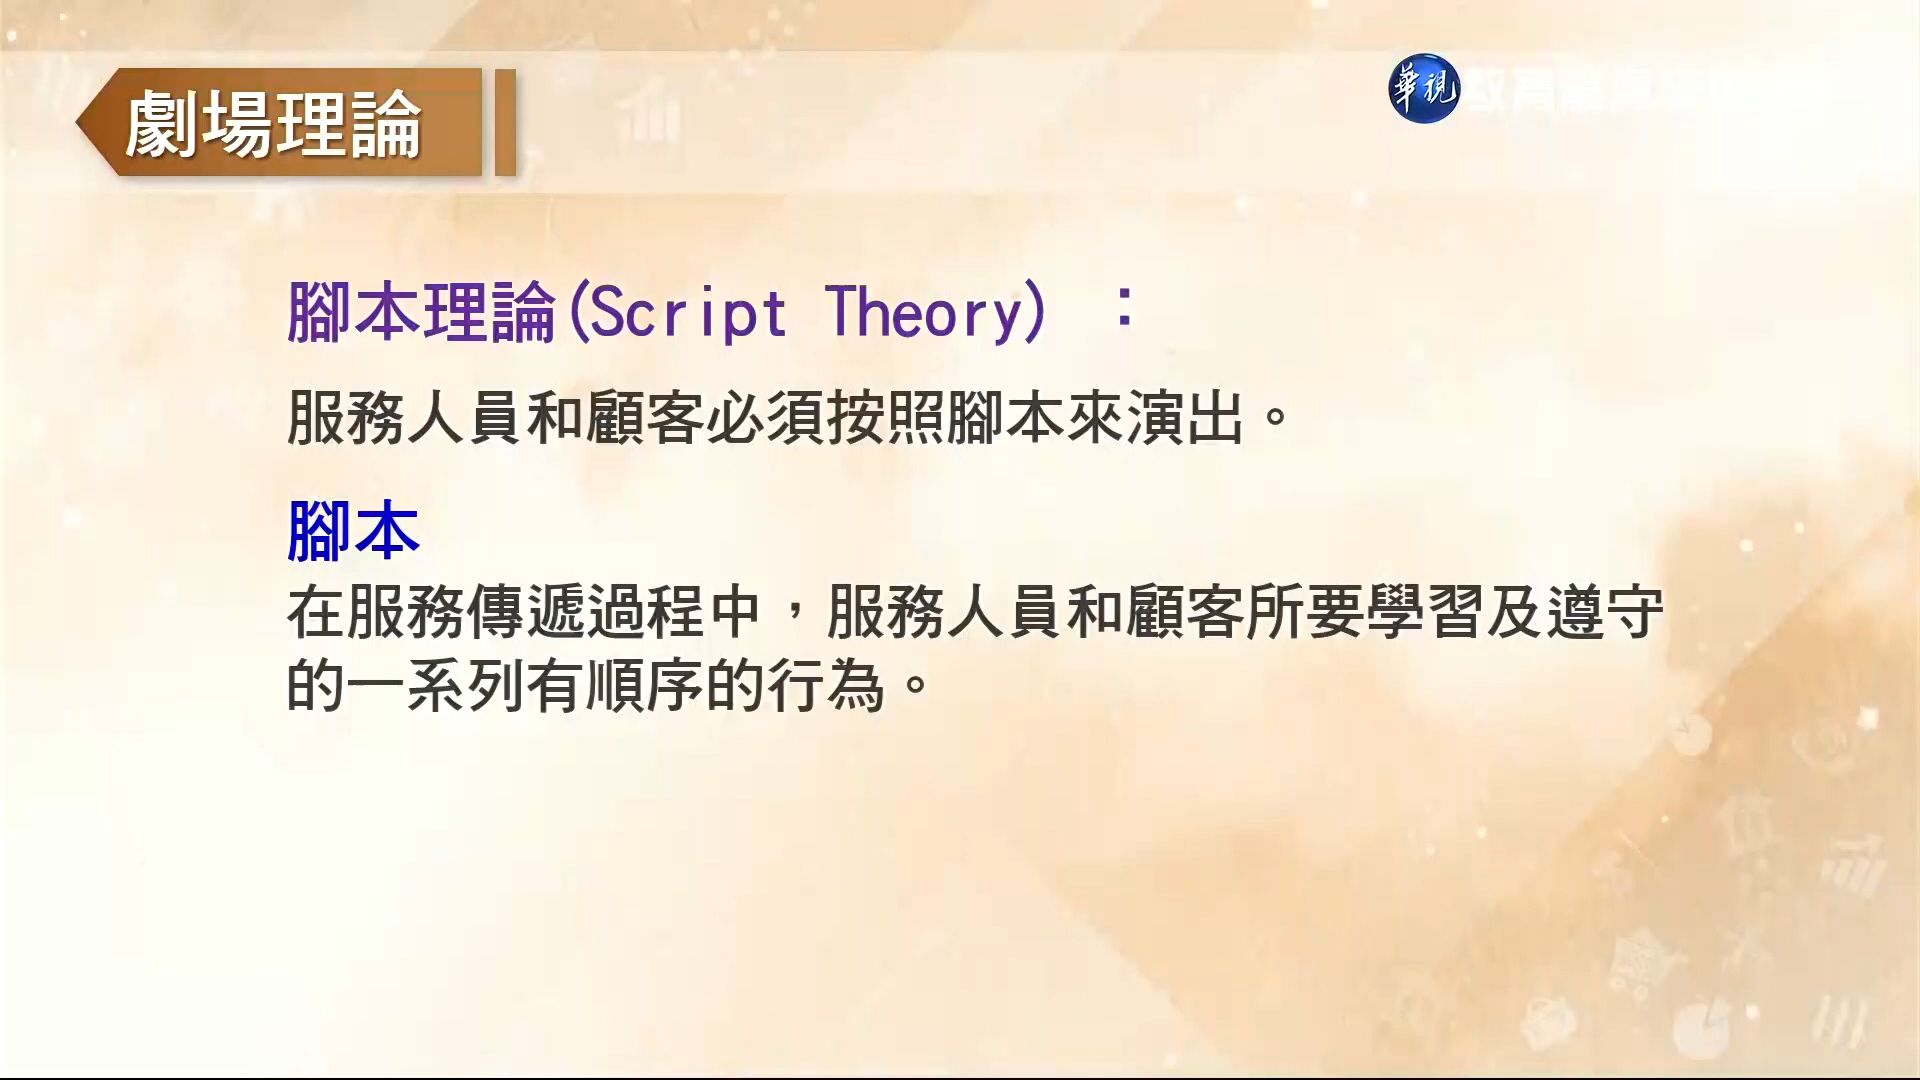 劇場理論
華視
腳本理論(Script Theory) ：
服務人員和顧客必須按照腳本來演出。
腳本
在服務傳遞過程中，服務人員和顧客所要學習及遵守
的一系列有順序的行為。